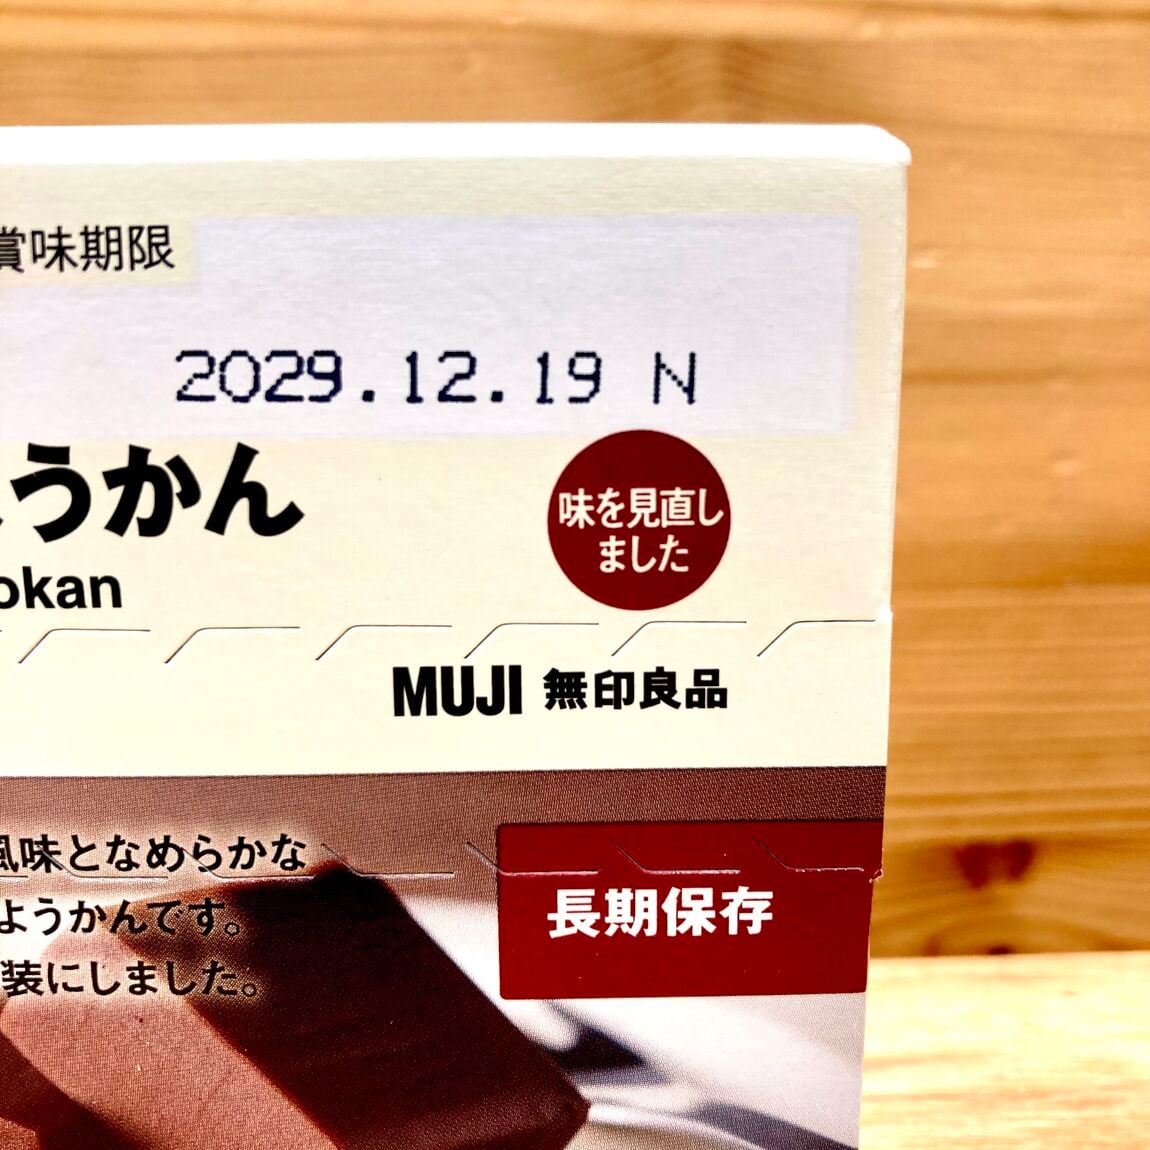 賞味期限
2029.12.19 N
ようかん
okan
味を見直し
ました
MUJI 無印良品
風味となめらかな
ようかんです。
装にしました。
長期保存